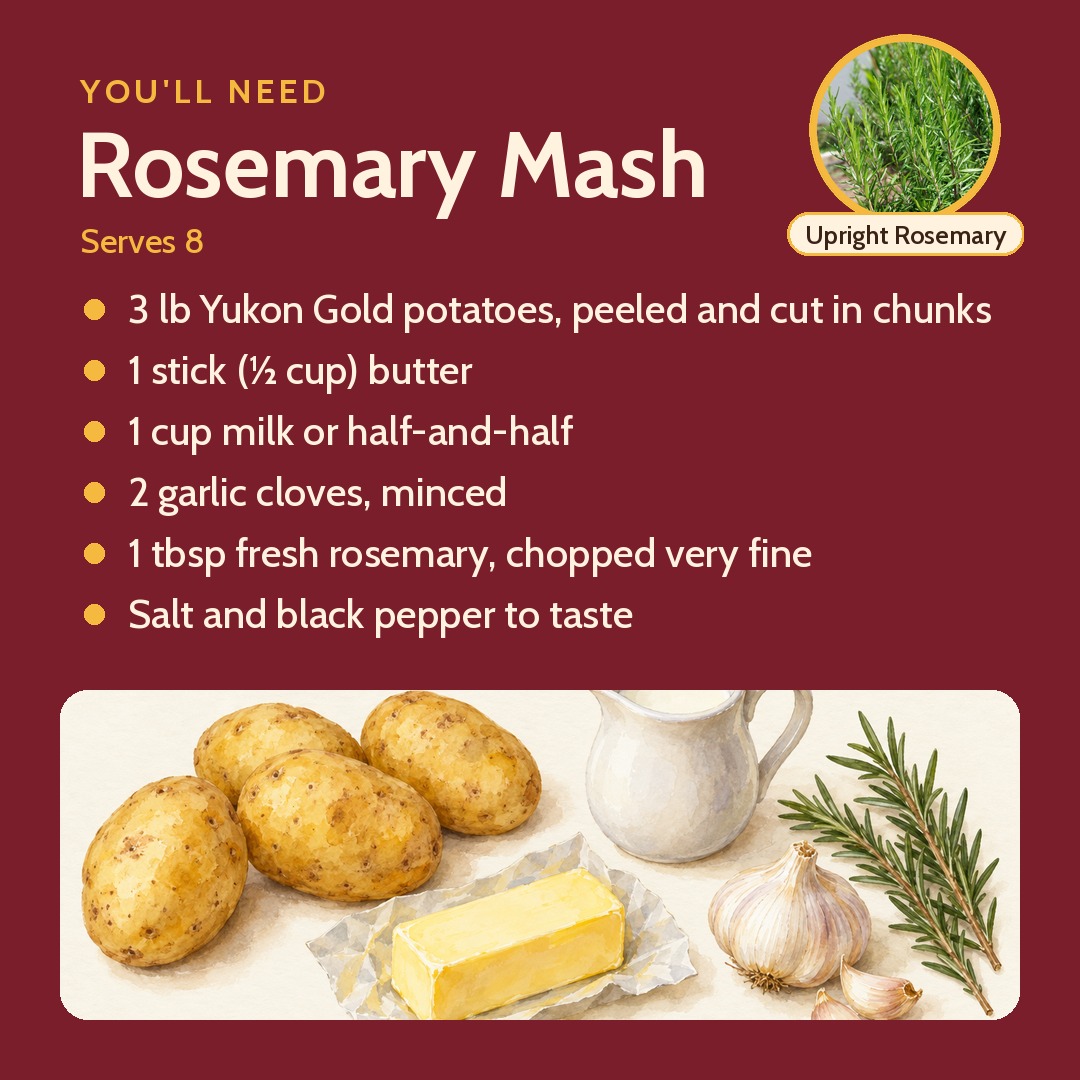 YOU'LL NEED
Rosemary Mash
Serves 8
Upright Rosemary
3 lb Yukon Gold potatoes, peeled and cut in chunks
1 stick (½ cup) butter
1 cup milk or half-and-half
2 garlic cloves, minced
1 tbsp fresh rosemary, chopped very fine
Salt and black pepper to taste